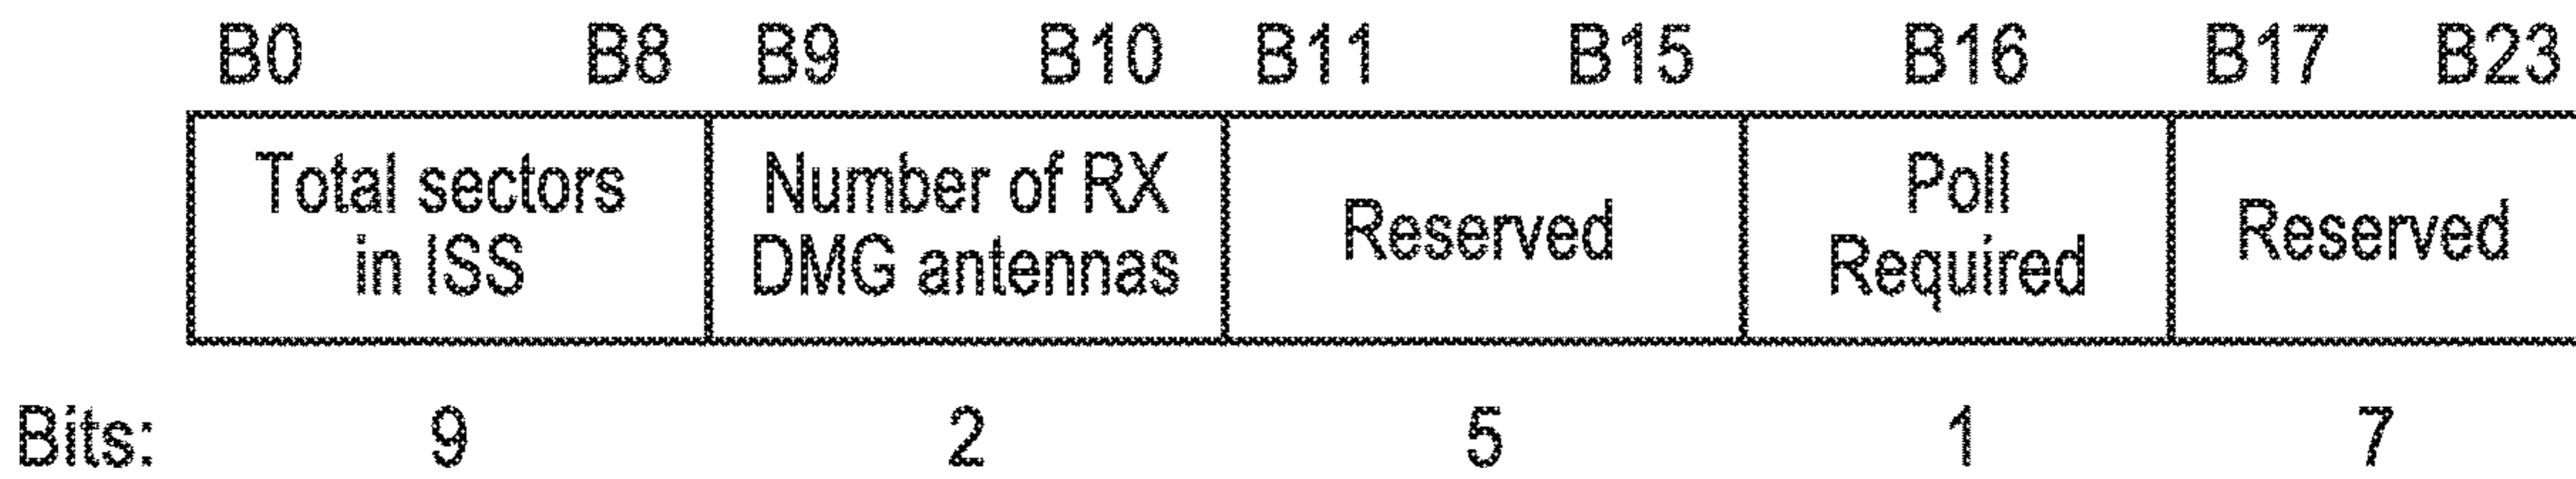 B0 B8 B9 B10 B11 B15 B16 B17 B23
Total sectors Number of RX Reserved Poll Reserved
in ISS DMG antennas Required
Bits: 9 2 5 1 7